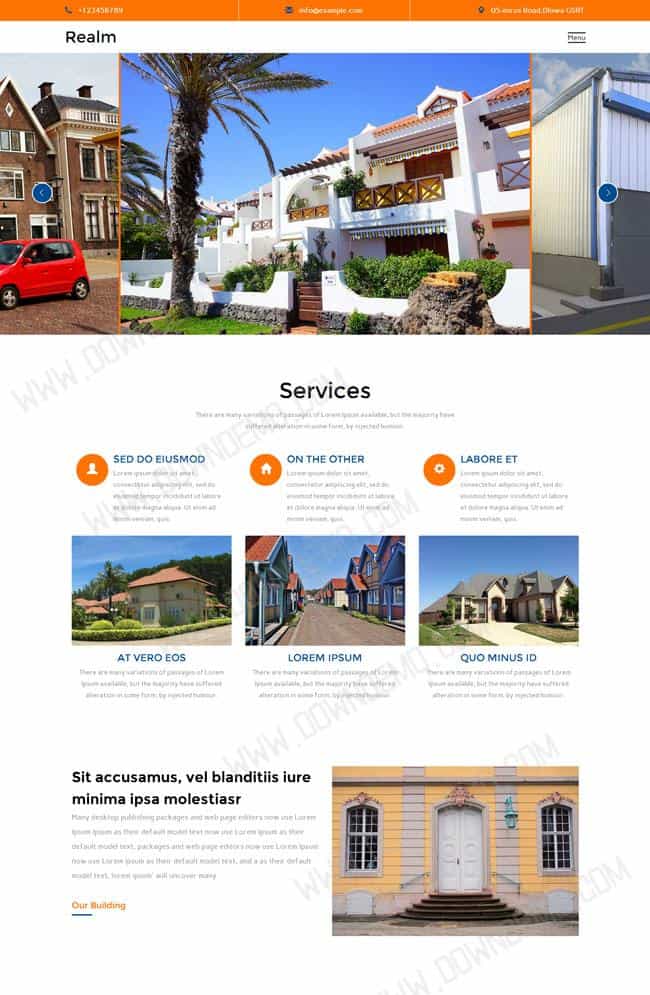 +123456789
info@example.com
Realm
Menu
Services
There are many variations of passages of Lorem Ipsum available, but the majority have
suffered alteration in some form, by injected humour.
SED DO EIUSMOD
Lorem ipsum dolor sit amet,
consectetur adipiscing elit, sed do
eiusmod tempor incididunt ut labore
et dolore magna aliqua. Ut enim ad
minim veniam, quis.
ON THE OTHER
Lorem ipsum dolor sit amet,
consectetur adipiscing elit, sed do
eiusmod tempor incididunt ut labore
et dolore magna aliqua. Ut enim ad
minim veniam, quis.
LABORE ET
Lorem ipsum dolor sit amet,
consectetur adipiscing elit, sed do
eiusmod tempor incididunt ut labore
et dolore magna aliqua. Ut enim ad
minim veniam, quis.
AT VERO EOS
There are many variations of passages of Lorem
Ipsum available, but the majority have suffered
alteration in some form, by injected humour.
LOREM IPSUM
There are many variations of passages of Lorem
Ipsum available, but the majority have suffered
alteration in some form, by injected humour.
QUO MINUS ID
There are many variations of passages of Lorem
Ipsum available, but the majority have suffered
alteration in some form, by injected humour.
Sit accusamus, vel blanditiis iure
minima ipsa molestiasr
Many desktop publishing packages and web page editors now use Lorem
Ipsum Ipsum as their default model text now use Lorem Ipsum as their
default model text, packages and web page editors now use Lorem Ipsum
now use Lorem Ipsum as their default model text, and a as their default
model text, lorem ipsum' will uncover many
Our Building
WWW.DOWNDEMO.COM
WWW.DOWNDEMO.COM
WWW.DOWNDEMO.COM
WWW.DOWNDEMO.COM